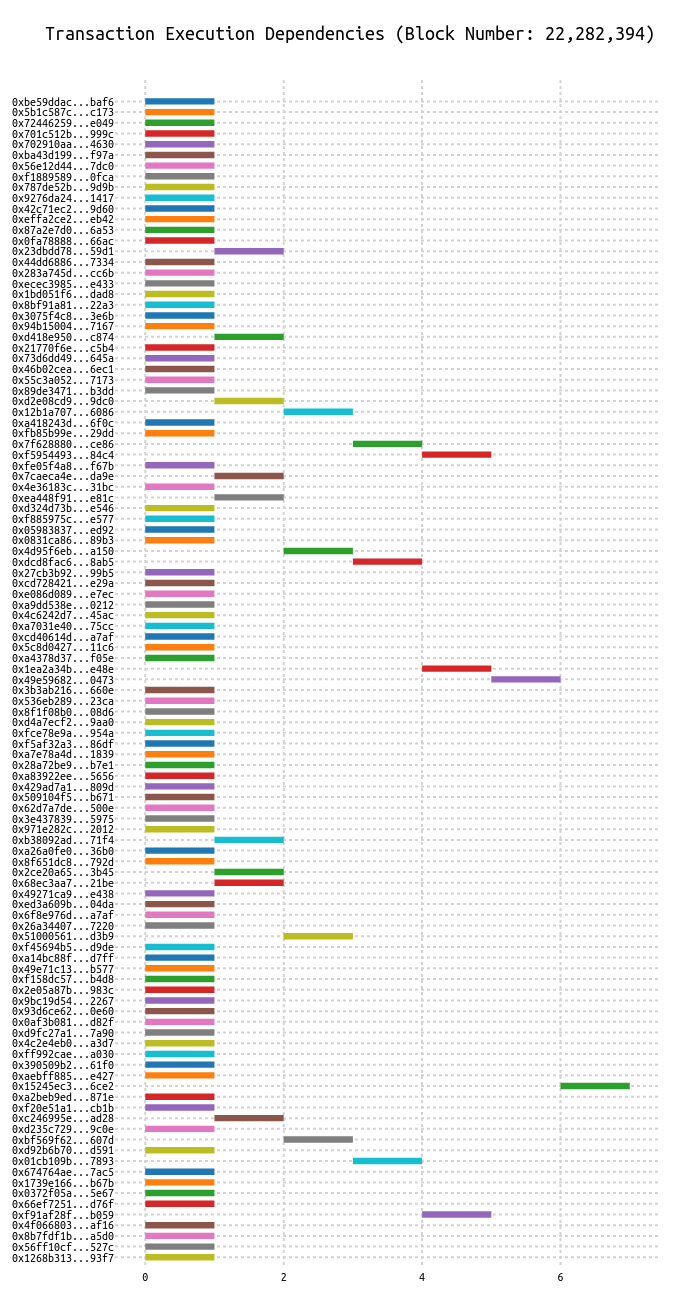 Transaction Execution Dependencies (Block Number: 22,282,394)
0xbe59ddac...baf6
0x5b1c587c...c173
0x72446259...e049
0x701c512b...999c
0x702910aa...4630
0xba43d199...f97a
0x56e12d44...7dc0
0xf1889589...0fca
0x787de52b...9d9b
0x9276da24...1417
0x42c71ec2...9d60
0xeffa2ce2...eb42
0x87a2e7d0...6a53
0x0fa78888...66ac
0x23dbdd78...59d1
0x44dd6886...7334
0x283a745d...cc6b
0xecec3985...e433
0x1bd051f6...dad8
0x8bf91a81...22a3
0x3075f4c8...3e6b
0x94b15004...7167
0xd418e950...c874
0x21770f6e...c5b4
0x73d6dd49...645a
0x46b02cea...6ec1
0x55c3a052...7173
0x89de3471...b3dd
0xd2e08cd9...9dc0
0x12b1a707...6086
0xa418243d...6f0c
0xfb85b99e...29dd
0x7f628880...ce86
0xf5954493...84c4
0xfe05f4a8...f67b
0x7caeca4e...da9e
0x4e36183c...31bc
0xea448f91...e81c
0xd324d73b...e546
0xf885975c...e577
0x05983837...ed92
0x0831ca86...89b3
0x4d95f6eb...a150
0xdcd8fac6...8ab5
0x27cb3b92...99b5
0xcd728421...e29a
0xe086d089...e7ec
0xa9dd538e...0212
0x4c6242d7...45ac
0xa7031e40...75cc
0xcd40614d...a7af
0x5c8d0427...11c6
0xa4378d37...f05e
0x1ea2a34b...e48e
0x49e59682...0473
0x3b3ab216...660e
0x536eb289...23ca
0x8f1f08b0...08d6
0xd4a7ecf2...9aa0
0xfce78e9a...954a
0xf5af32a3...86df
0xa7e78a4d...1839
0x28a72be9...b7e1
0xa83922ee...5656
0x429ad7a1...809d
0x509104f5...b671
0x62d7a7de...500e
0x3e437839...5975
0x971e282c...2012
0xb38092ad...71f4
0xa26a0fe0...36b0
0x8f651dc8...792d
0x2ce20a65...3b45
0x68ec3aa7...21be
0x49271ca9...e438
0xed3a609b...04da
0x6f8e976d...a7af
0x26a34407...7220
0x51000561...d3b9
0xf45694b5...d9de
0xa14bc88f...d7ff
0x49e71c13...b577
0xf158dc57...b4d8
0x2e05a87b...983c
0x9bc19d54...2267
0x93d6ce62...0e60
0x0af3b081...d82f
0xd9fc27a1...7a90
0x4c2e4eb0...a3d7
0xff992cae...a030
0x390509b2...61f0
0xaebff885...e427
0x15245ec3...6ce2
0xa2beb9ed...871e
0xf20e51a1...cb1b
0xc246995e...ad28
0xd235c729...9c0e
0xbf569f62...607d
0xd92b6b70...d591
0x01cb109b...7893
0x674764ae...7ac5
0x1739e166...b67b
0x0372f05a...5e67
0x66ef7251...d76f
0xf91af28f...b059
0x4f066803...af16
0x8b7fdf1b...a5d0
0x56ff10cf...527c
0x1268b313...93f7
0 2 4 6